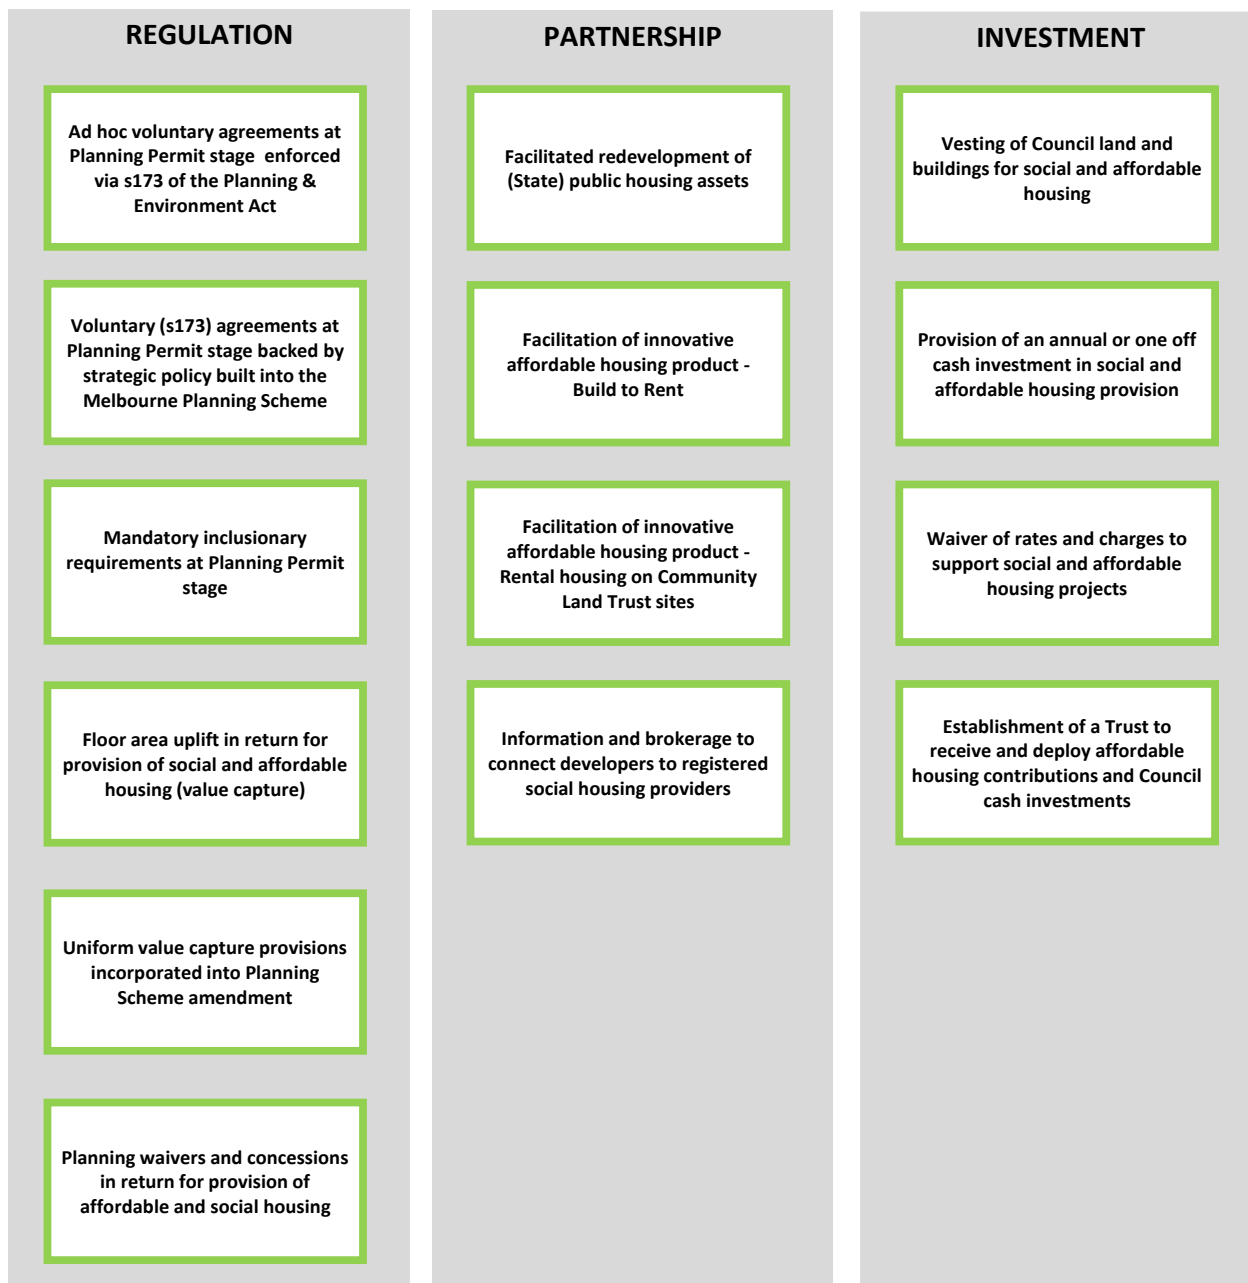 REGULATION
Ad hoc voluntary agreements at
Planning Permit stage enforced
via s173 of the Planning &
Environment Act
Voluntary (s173) agreements at
Planning Permit stage backed by
strategic policy built into the
Melbourne Planning Scheme
Mandatory inclusionary
requirements at Planning Permit
stage
Floor area uplift in return for
provision of social and affordable
housing (value capture)
Uniform value capture provisions
incorporated into Planning
Scheme amendment
Planning waivers and concessions
in return for provision of
affordable and social housing
PARTNERSHIP
Facilitated redevelopment of
(State) public housing assets
Facilitation of innovative
affordable housing product -
Build to Rent
Facilitation of innovative
affordable housing product -
Rental housing on Community
Land Trust sites
Information and brokerage to
connect developers to registered
social housing providers
INVESTMENT
Vesting of Council land and
buildings for social and affordable
housing
Provision of an annual or one off
cash investment in social and
affordable housing provision
Waiver of rates and charges to
support social and affordable
housing projects
Establishment of a Trust to
receive and deploy affordable
housing contributions and Council
cash investments